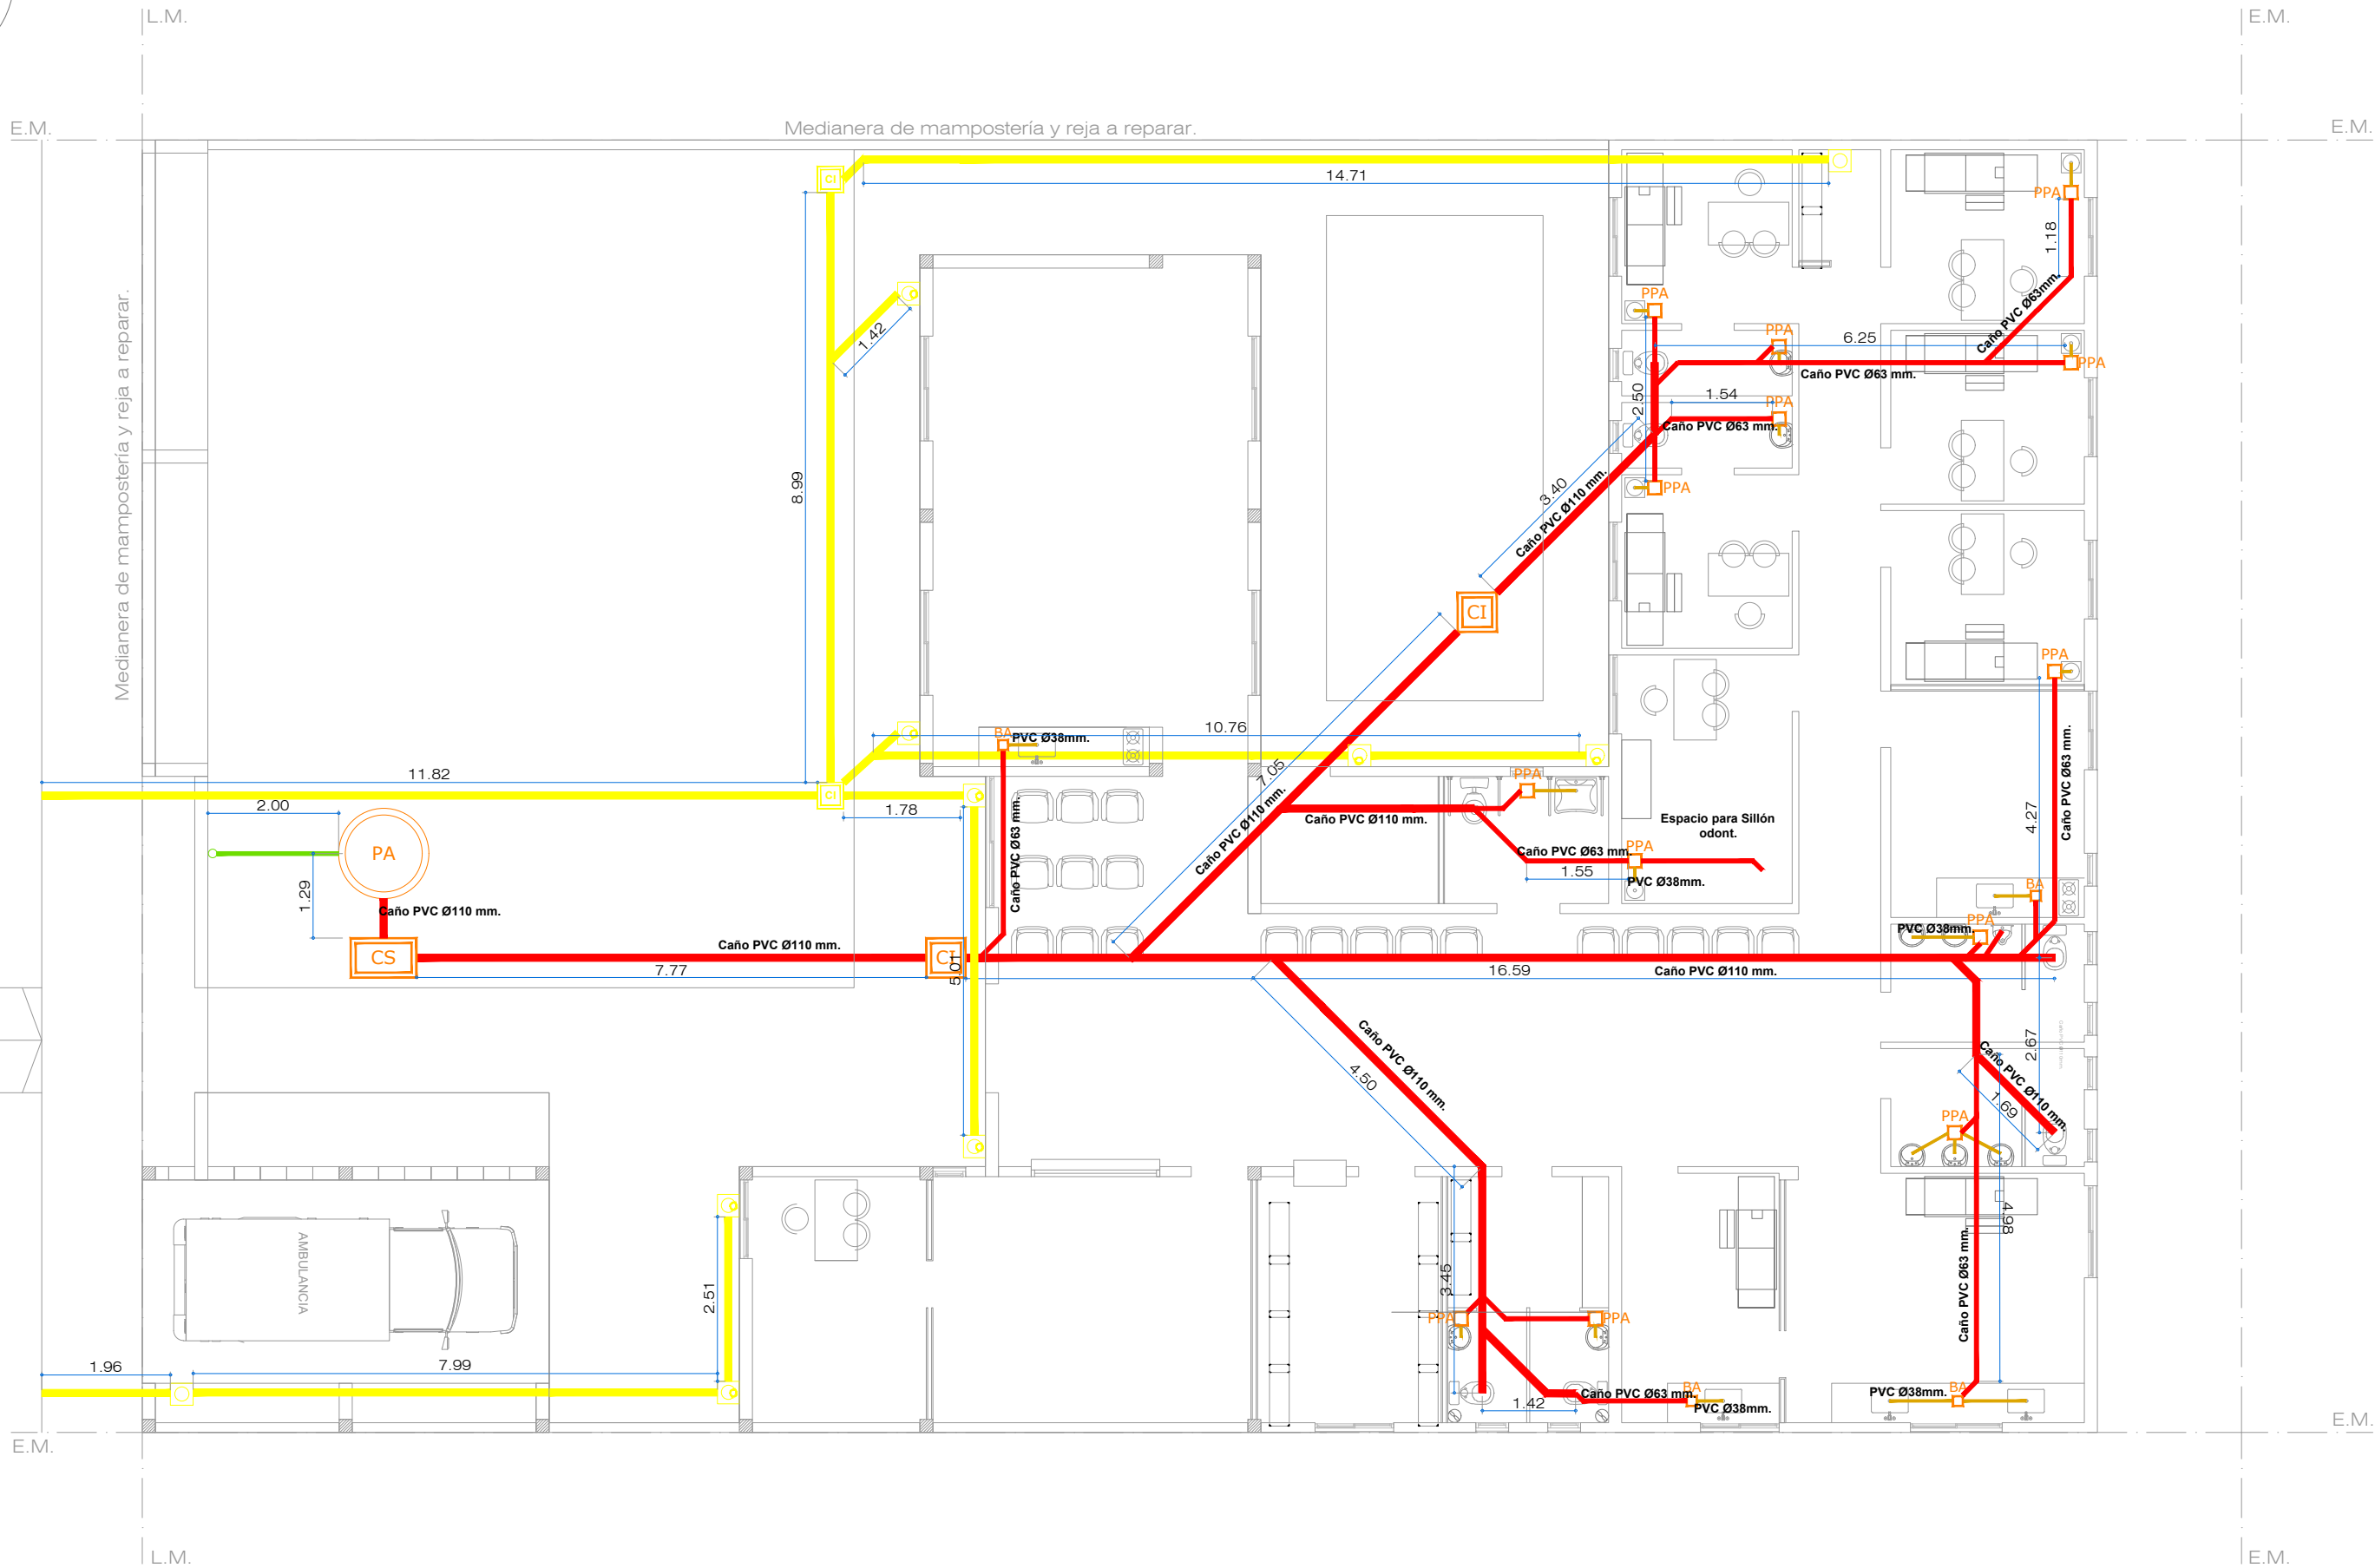 L.M.
E.M.
E.M.
Medianera de mampostería y reja a reparar.
E.M.
CI
14.71
PPA
1.18
Caño PVC Ø63mm.
Medianera de mampostería y reja a reparar.
1.42
PPA
PPA
6.25
PPA
Caño PVC Ø63 mm.
2.50
1.54
PPA
Caño PVC Ø63 mm.
8.99
3.40
Caño PVC Ø110 mm.
PPA
CI
PPA
10.76
BA
PVC Ø38mm.
Caño PVC Ø63 mm.
11.82
CI
1.78
7.05
Caño PVC Ø110 mm.
PPA
2.00
Caño PVC Ø110 mm.
Espacio para Sillón
odont.
4.27
Caño PVC Ø63 mm.
PA
Caño PVC Ø63 mm.
PPA
1.55
PVC Ø38mm.
1.29
Caño PVC Ø63 mm.
BA
Caño PVC Ø110 mm.
PPA
PVC Ø38mm.
CS
Caño PVC Ø110 mm.
7.77
CI
5.01
16.59
Caño PVC Ø110 mm.
Caño PVC Ø110 mm.
4.50
2.67
Caño PVC Ø110 mm.
1.69
PPA
4.98
AMBULANCIA
2.51
3.45
Caño PVC Ø63 mm.
PPA
PPA
1.96
7.99
1.42
Caño PVC Ø63 mm.
BA
PVC Ø38mm.
PVC Ø38mm.
BA
E.M.
E.M.
L.M.
E.M.